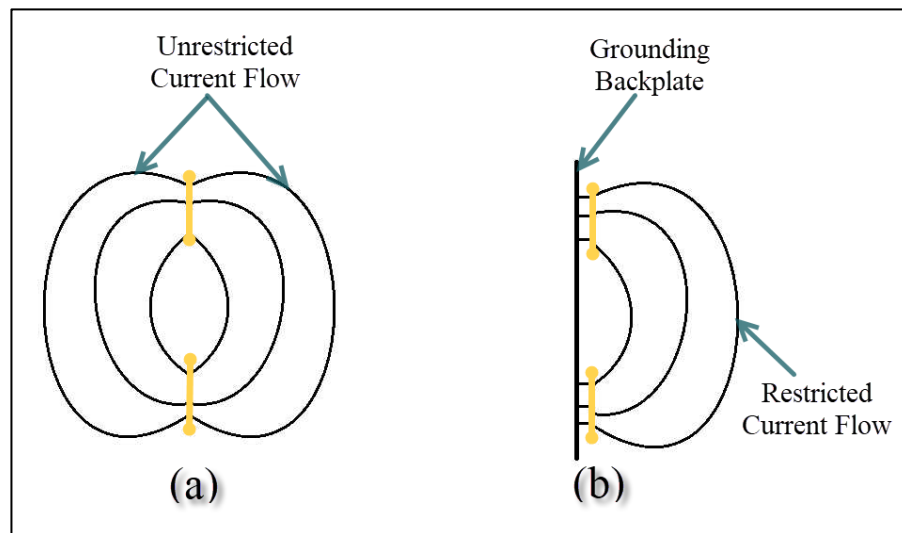 Unrestricted
Current Flow
Grounding
Backplate
Restricted
Current Flow
(a)
(b)